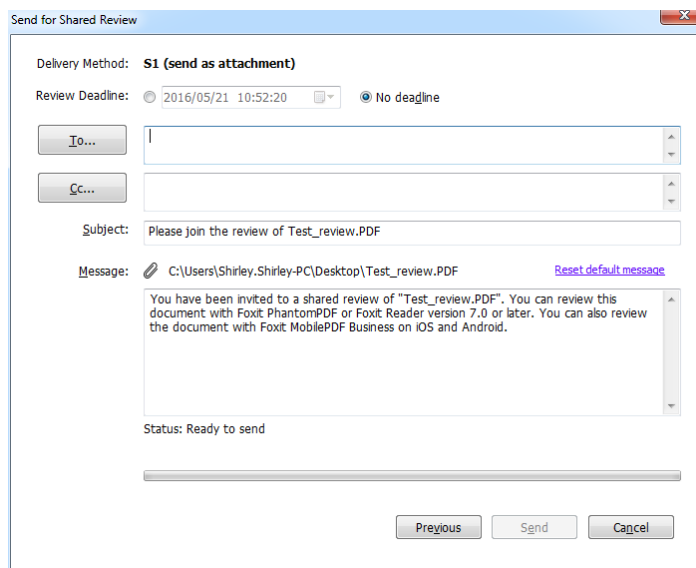 Send for Shared Review
Delivery Method: S1 (send as attachment)
Review Deadline: 2016/05/21 10:52:20 No deadline
To...
Cc...
Subject: Please join the review of Test_review.PDF
Message: C:\Users\Shirley.Shirley-PC\Desktop\Test_review.PDF Reset default message
You have been invited to a shared review of "Test_review.PDF". You can review this
document with Foxit PhantomPDF or Foxit Reader version 7.0 or later. You can also review
the document with Foxit MobilePDF Business on iOS and Android.
Status: Ready to send
Previous Send Cancel